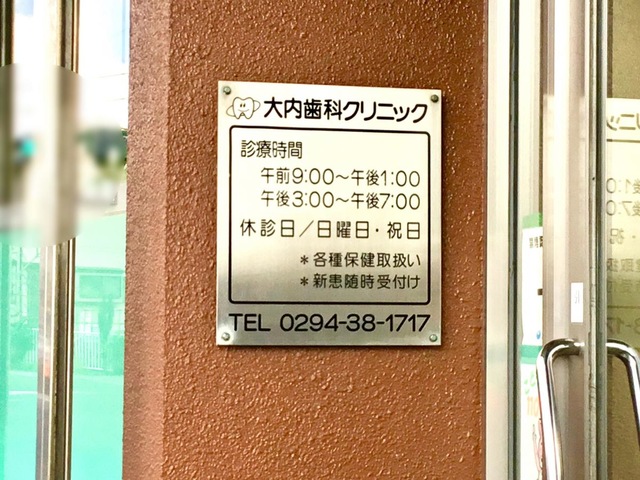 大内歯科クリニック
診療時間
午前9:00〜午後1:00
午後3:00〜午後7:00
休診日/日曜日・祝日
*各種保健取扱い
*新患随時受付け
TEL 0294-38-1717